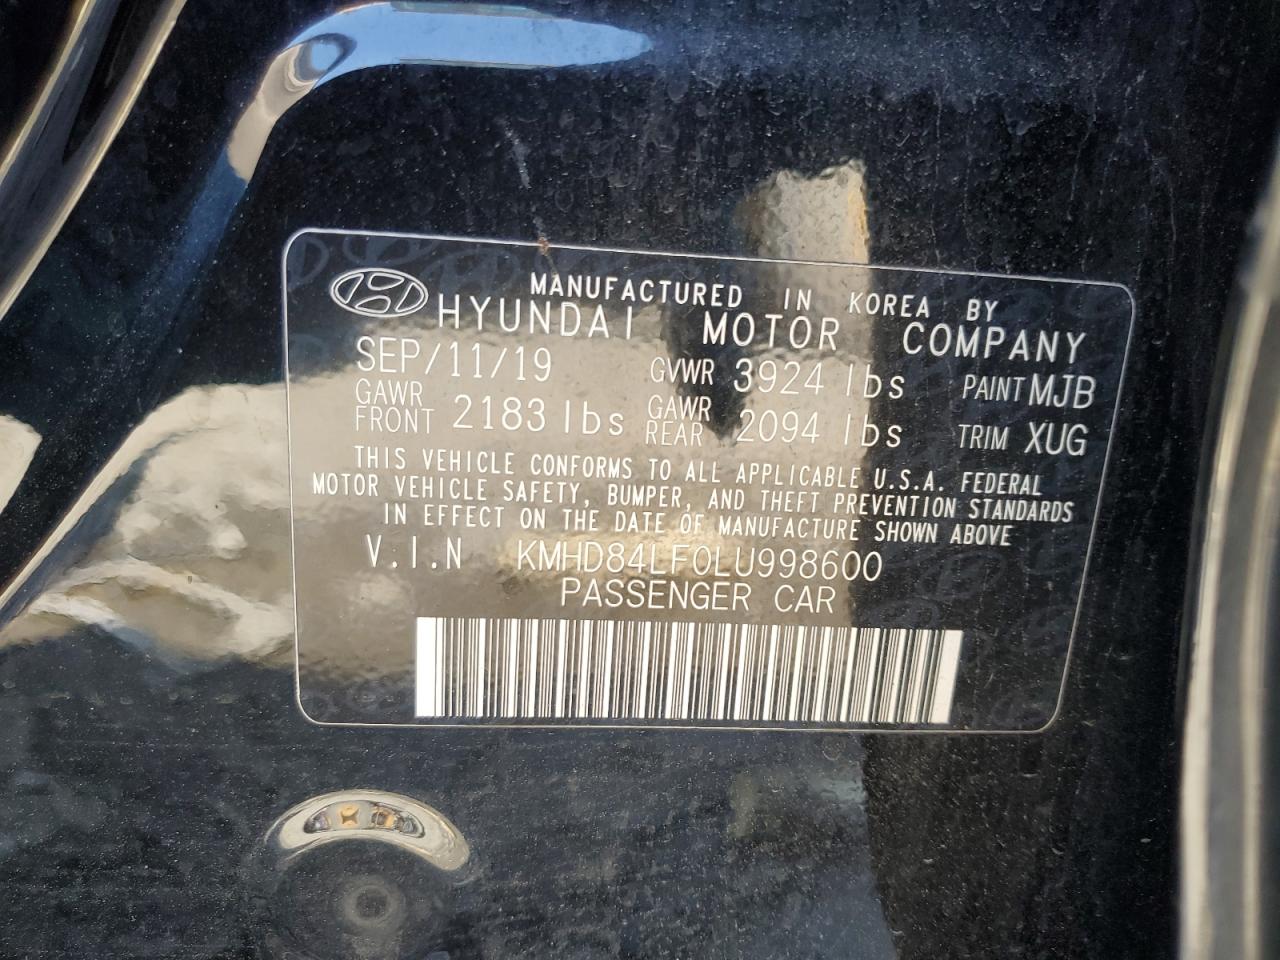 MANUFACTURED IN KOREA BY
HYUNDAI MOTOR COMPANY
SEP/11/19 GVWR 3924 lbs PAINT MJB
GAWR FRONT 2183 lbs GAWR REAR 2094 lbs TRIM XUG
THIS VEHICLE CONFORMS TO ALL APPLICABLE U.S.A. FEDERAL
MOTOR VEHICLE SAFETY, BUMPER, AND THEFT PREVENTION STANDARDS
IN EFFECT ON THE DATE OF MANUFACTURE SHOWN ABOVE
V.I.N KMHD84LF0LU998600
PASSENGER CAR